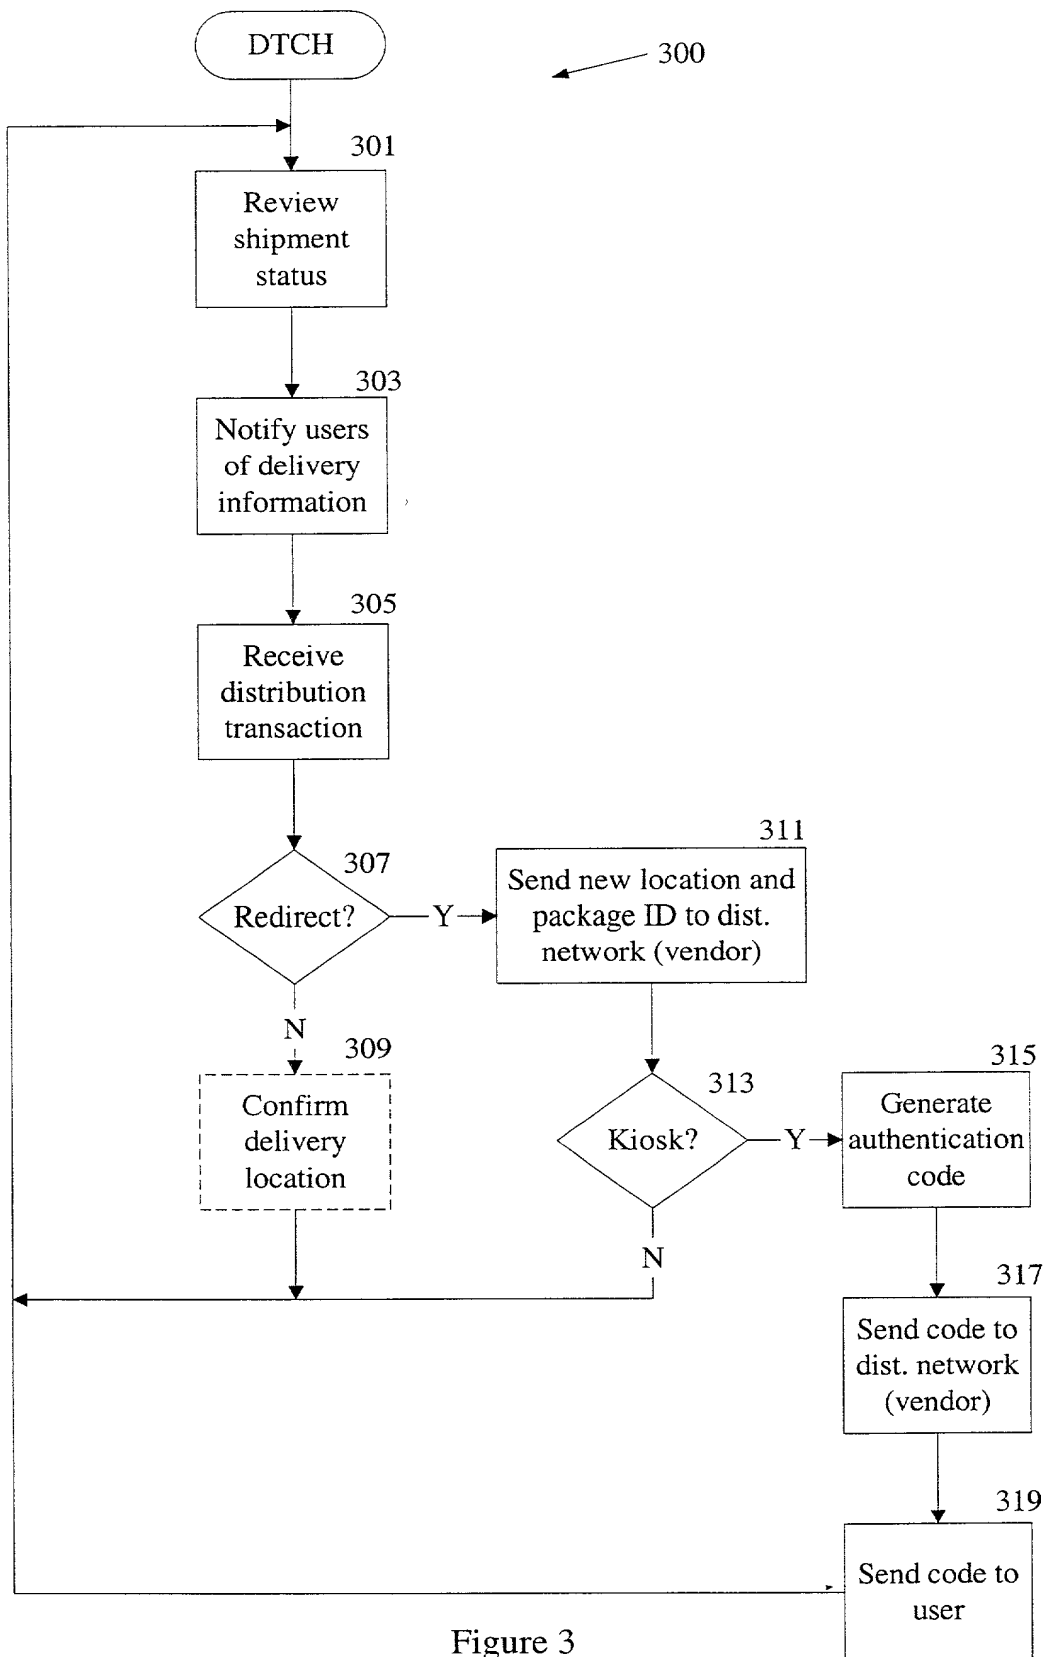 DTCH
300
301
Review
shipment
status
303
Notify users
of delivery
information
305
Receive
distribution
transaction
307
Redirect?
Y
311
Send new location and
package ID to dist.
network (vendor)
N
309
Confirm
delivery
location
313
Kiosk?
Y
315
Generate
authentication
code
N
317
Send code to
dist. network
(vendor)
319
Send code to
user
Figure 3